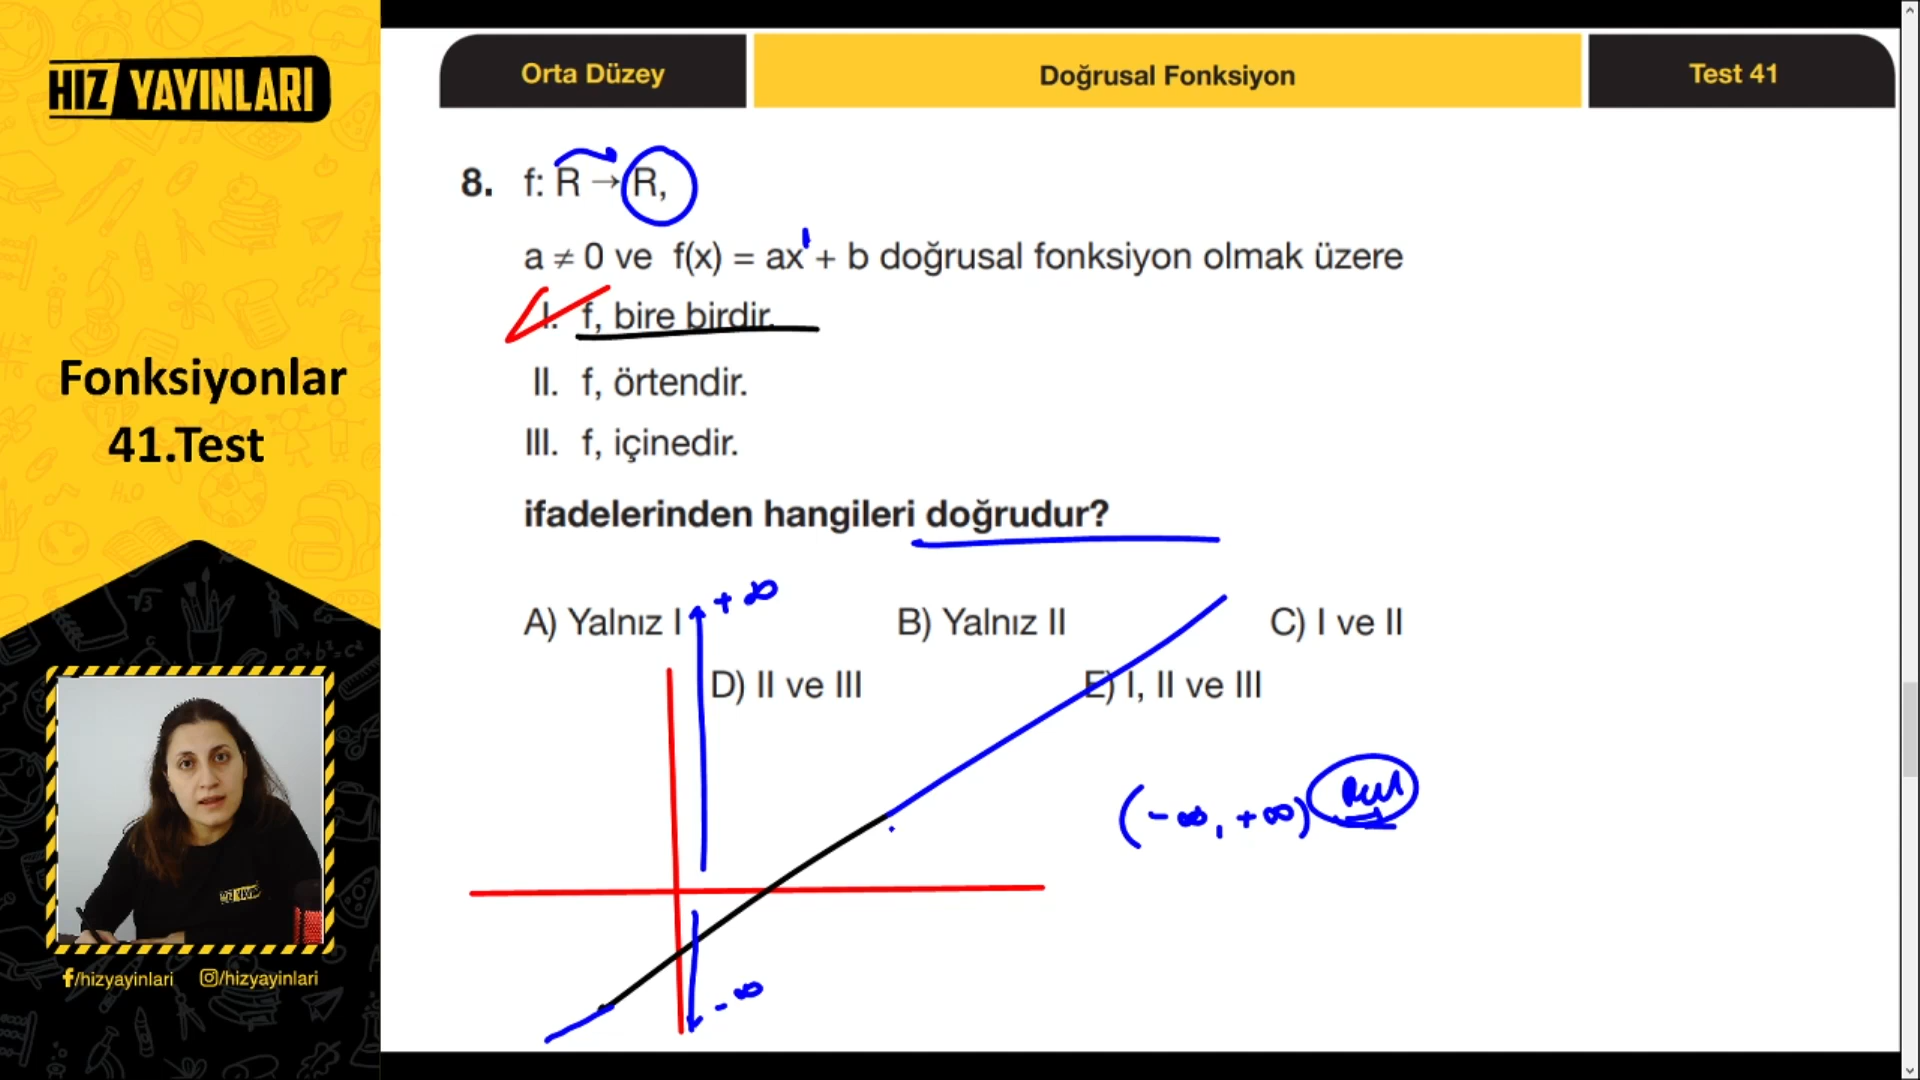 HIZ YAYINLARI
Fonksiyonlar
41.Test
f/hizyayinlari /hizyayinlari
Orta Düzey Doğrusal Fonksiyon Test 41
8. f: R → R,
a ≠ 0 ve f(x) = ax¹ + b doğrusal fonksiyon olmak üzere
I. f, bire birdir.
II. f, örtendir.
III. f, içinedir.
ifadelerinden hangileri doğrudur?
+∞
A) Yalnız I B) Yalnız II C) I ve II
D) II ve III E) I, II ve III
(-∞, +∞)
-∞